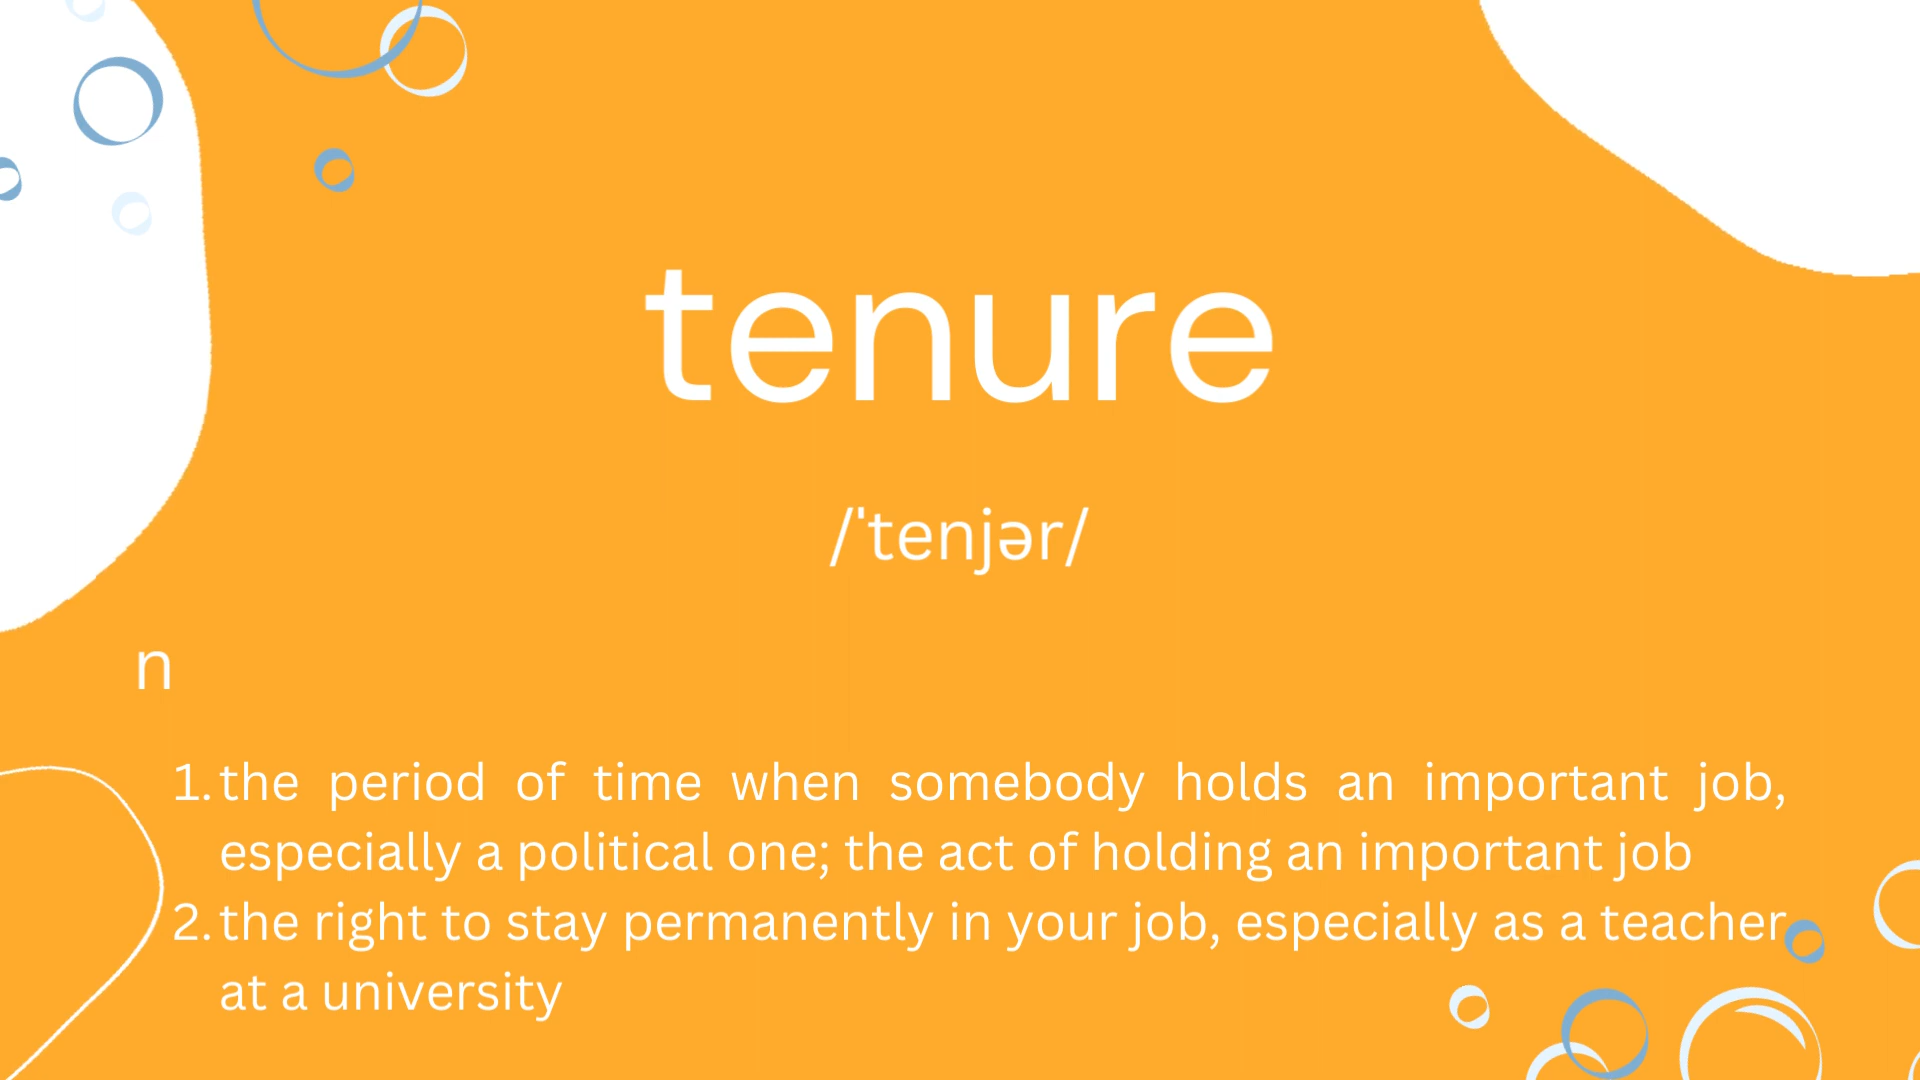 tenure
/ˈtenjər/
n
1. the period of time when somebody holds an important job,
especially a political one; the act of holding an important job
2. the right to stay permanently in your job, especially as a teacher
at a university